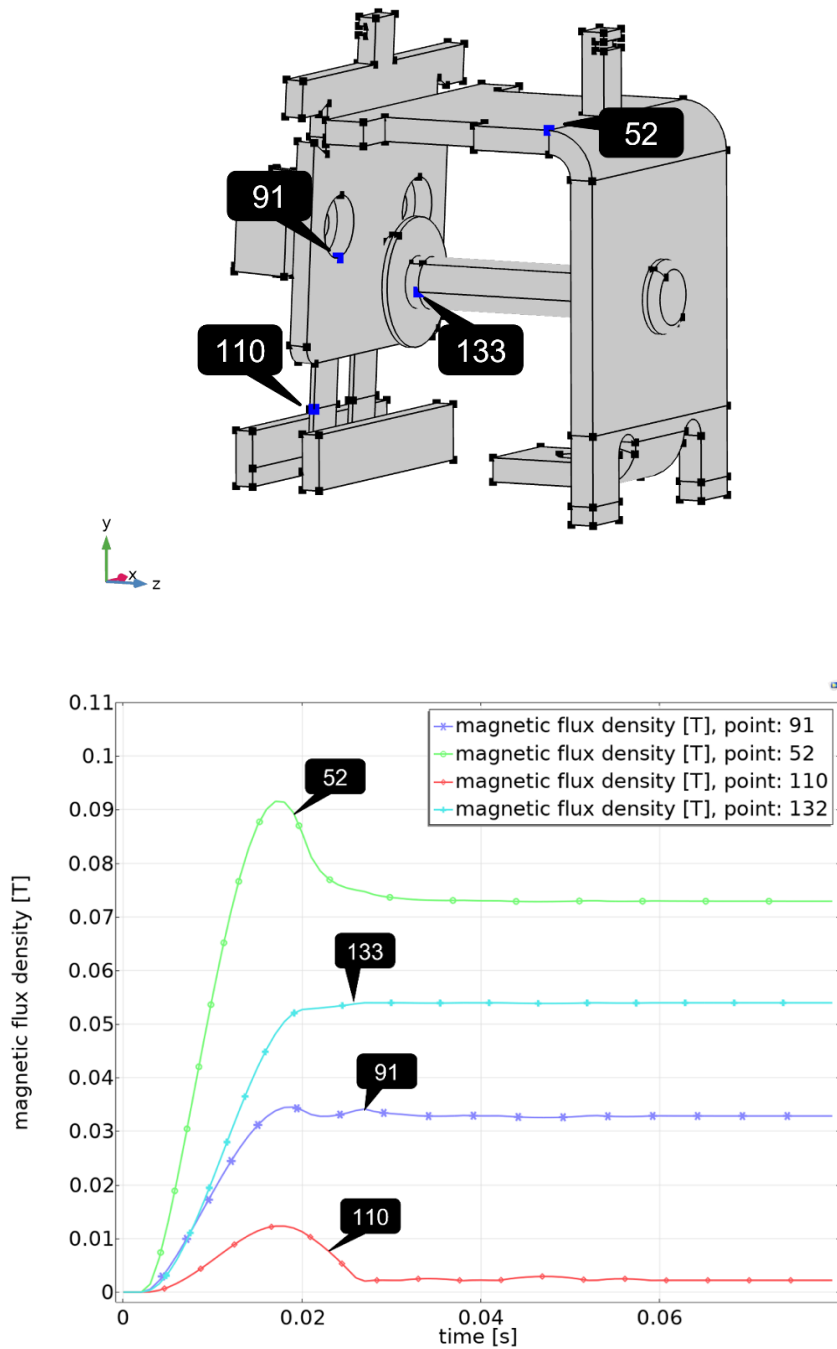 52
91
110
133
y
x
z
magnetic flux density [T]
0.11
0.1
0.09
0.08
0.07
0.06
0.05
0.04
0.03
0.02
0.01
0
magnetic flux density [T], point: 91
magnetic flux density [T], point: 52
magnetic flux density [T], point: 110
magnetic flux density [T], point: 132
52
133
91
110
0
0.02
0.04
0.06
time [s]